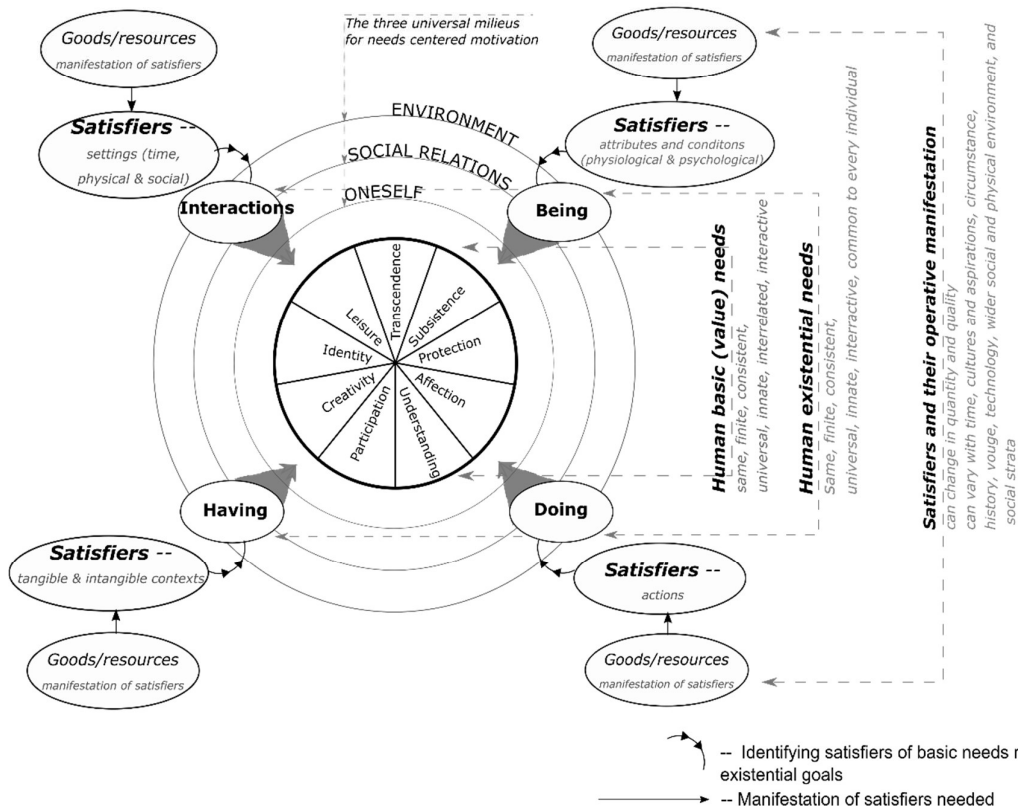 The three universal milieus
for needs centered motivation
Goods/resources
manifestation of satisfiers
Satisfiers --
settings (time,
physical & social)
Interactions
Goods/resources
manifestation of satisfiers
Satisfiers --
attributes and conditons
(physiological & psychological)
Being
ENVIRONMENT
SOCIAL RELATIONS
ONESELF
Transcendence
Subsistence
Protection
Affection
Understanding
Participation
Creativity
Identity
Leisure
Having
Satisfiers --
tangible & intangible contexts
Goods/resources
manifestation of satisfiers
Doing
Satisfiers --
actions
Goods/resources
manifestation of satisfiers
Human basic (value) needs
same, finite, consistent,
universal, innate, interrelated, interactive
Human existential needs
Same, finite, consistent,
universal, innate, interractive, common to every individual
Satisfiers and their operative manifestation
can change in quantity and quality
can vary with time, cultures and aspirations, circumstance,
history, vouge, technology, wider social and physical environment, and
social strata
-- Identifying satisfiers of basic needs
existential goals
-- Manifestation of satisfiers needed